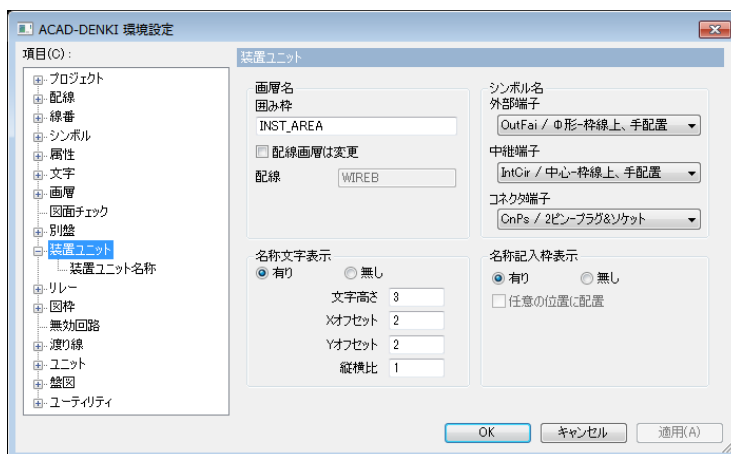 ACAD-DENKI 環境設定
項目(C) :
プロジェクト
配線
線番
シンボル
属性
文字
画層
図面チェック
別盤
装置ユニット
装置ユニット名称
リレー
図枠
無効回路
渡り線
ユニット
盤図
ユーティリティ
装置ユニット
画層名
囲み枠
INST_AREA
配線画層は変更
配線 WIREB
シンボル名
外部端子
OutFai / Φ形-枠線上、手配置
中継端子
IntCir / 中心-枠線上、手配置
コネクタ端子
CnPs / 2ピン-プラグ&ソケット
名称文字表示
有り 無し
文字高さ 3
Xオフセット 2
Yオフセット 2
縦横比 1
名称記入枠表示
有り 無し
任意の位置に配置
OK キャンセル 適用(A)